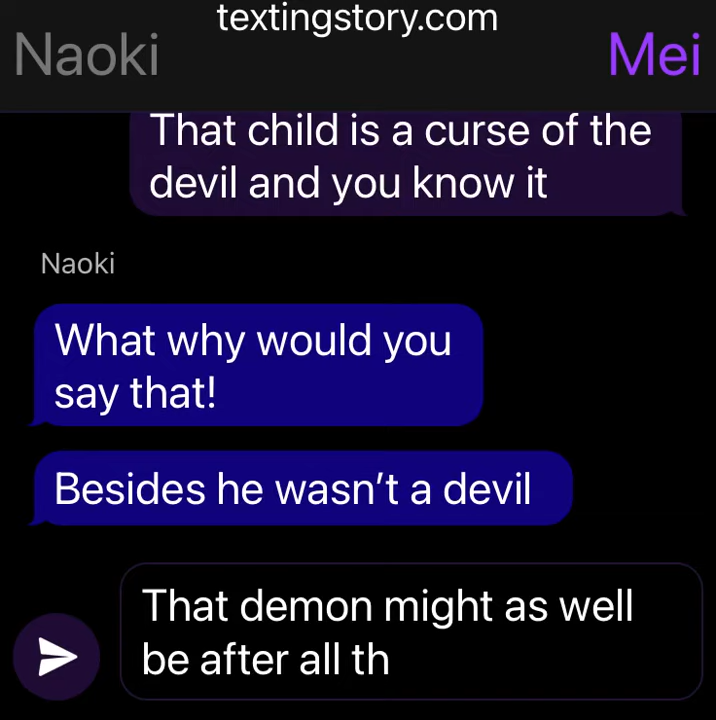 textingstory.com
Naoki Mei
That child is a curse of the
devil and you know it
Naoki
What why would you
say that!
Besides he wasn’t a devil
That demon might as well
be after all th